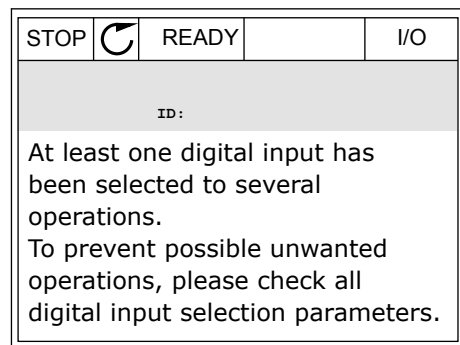 STOP READY I/O
ID:
At least one digital input has
been selected to several
operations.
To prevent possible unwanted
operations, please check all
digital input selection parameters.